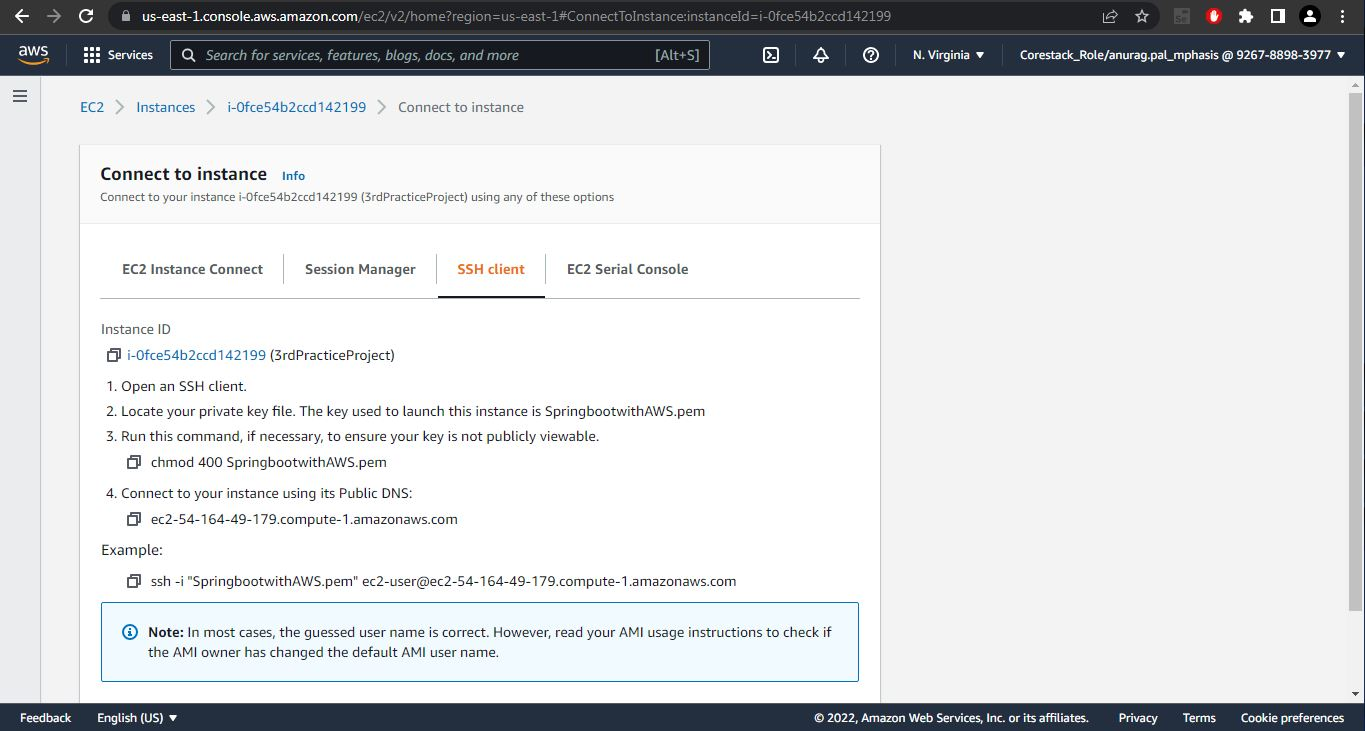 us-east-1.console.aws.amazon.com/ec2/v2/home?region=us-east-1#ConnectToInstance:instanceId=i-0fce54b2ccd142199
aws Services Search for services, features, blogs, docs, and more [Alt+S] N. Virginia Corestack_Role/anurag.pal_mphasis @ 9267-8898-3977
EC2 Instances i-0fce54b2ccd142199 Connect to instance
Connect to instance Info
Connect to your instance i-0fce54b2ccd142199 (3rdPracticeProject) using any of these options
EC2 Instance Connect Session Manager SSH client EC2 Serial Console
Instance ID
i-0fce54b2ccd142199 (3rdPracticeProject)
1. Open an SSH client.
2. Locate your private key file. The key used to launch this instance is SpringbootwithAWS.pem
3. Run this command, if necessary, to ensure your key is not publicly viewable.
chmod 400 SpringbootwithAWS.pem
4. Connect to your instance using its Public DNS:
ec2-54-164-49-179.compute-1.amazonaws.com
Example:
ssh -i "SpringbootwithAWS.pem" ec2-user@ec2-54-164-49-179.compute-1.amazonaws.com
Note: In most cases, the guessed user name is correct. However, read your AMI usage instructions to check if
the AMI owner has changed the default AMI user name.
Feedback English (US) © 2022, Amazon Web Services, Inc. or its affiliates. Privacy Terms Cookie preferences